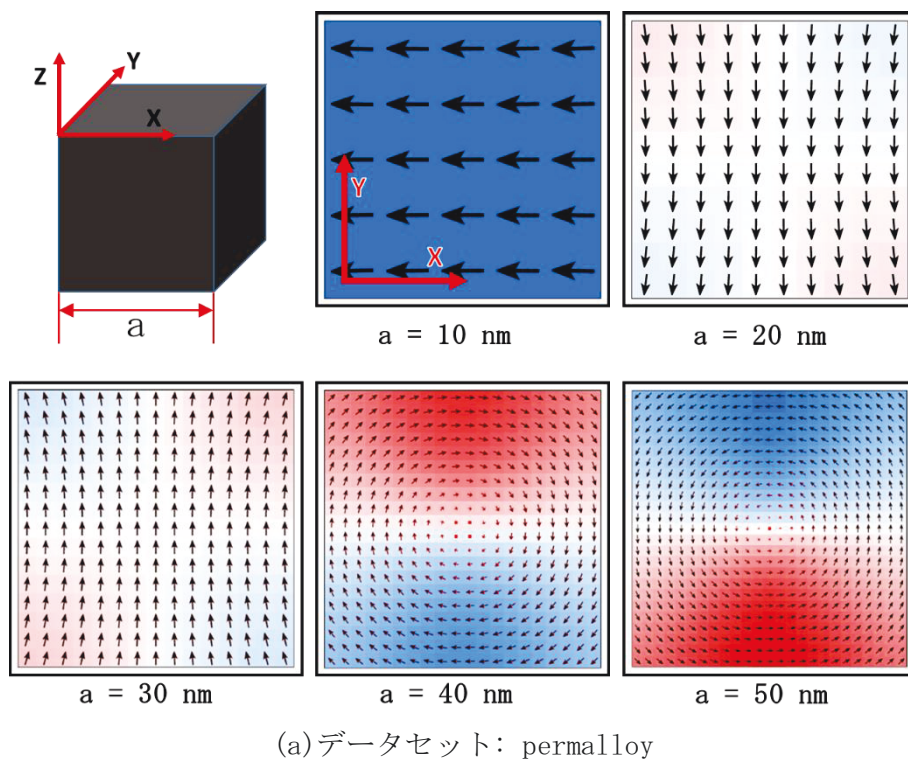 Z
Y
X
a
Y
X
a = 10 nm
a = 20 nm
a = 30 nm
a = 40 nm
a = 50 nm
(a)データセット: permalloy